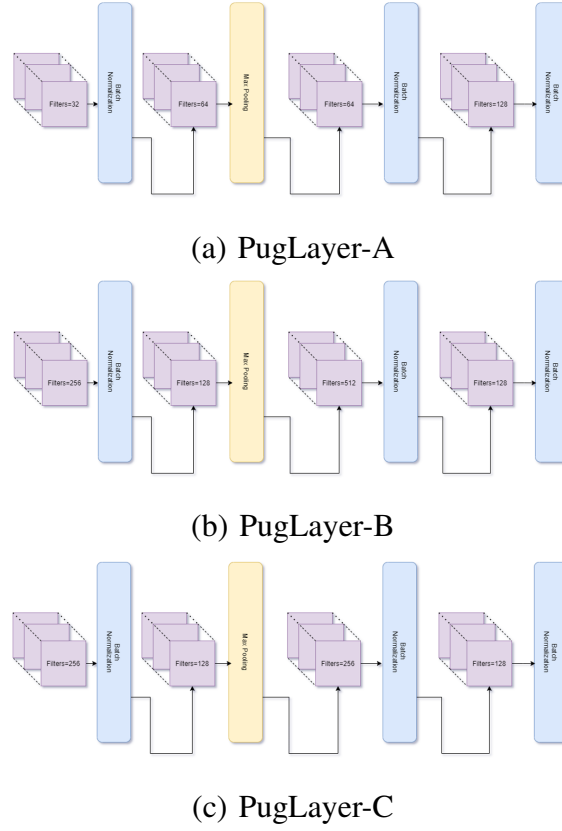 Filters=32
Batch
Normalization
Filters=64
Max Pooling
Filters=64
Batch
Normalization
Filters=128
Batch
Normalization
(a) PugLayer-A
Filters=256
Batch
Normalization
Filters=128
Max Pooling
Filters=512
Batch
Normalization
Filters=128
Batch
Normalization
(b) PugLayer-B
Filters=256
Batch
Normalization
Filters=128
Max Pooling
Filters=256
Batch
Normalization
Filters=128
Batch
Normalization
(c) PugLayer-C